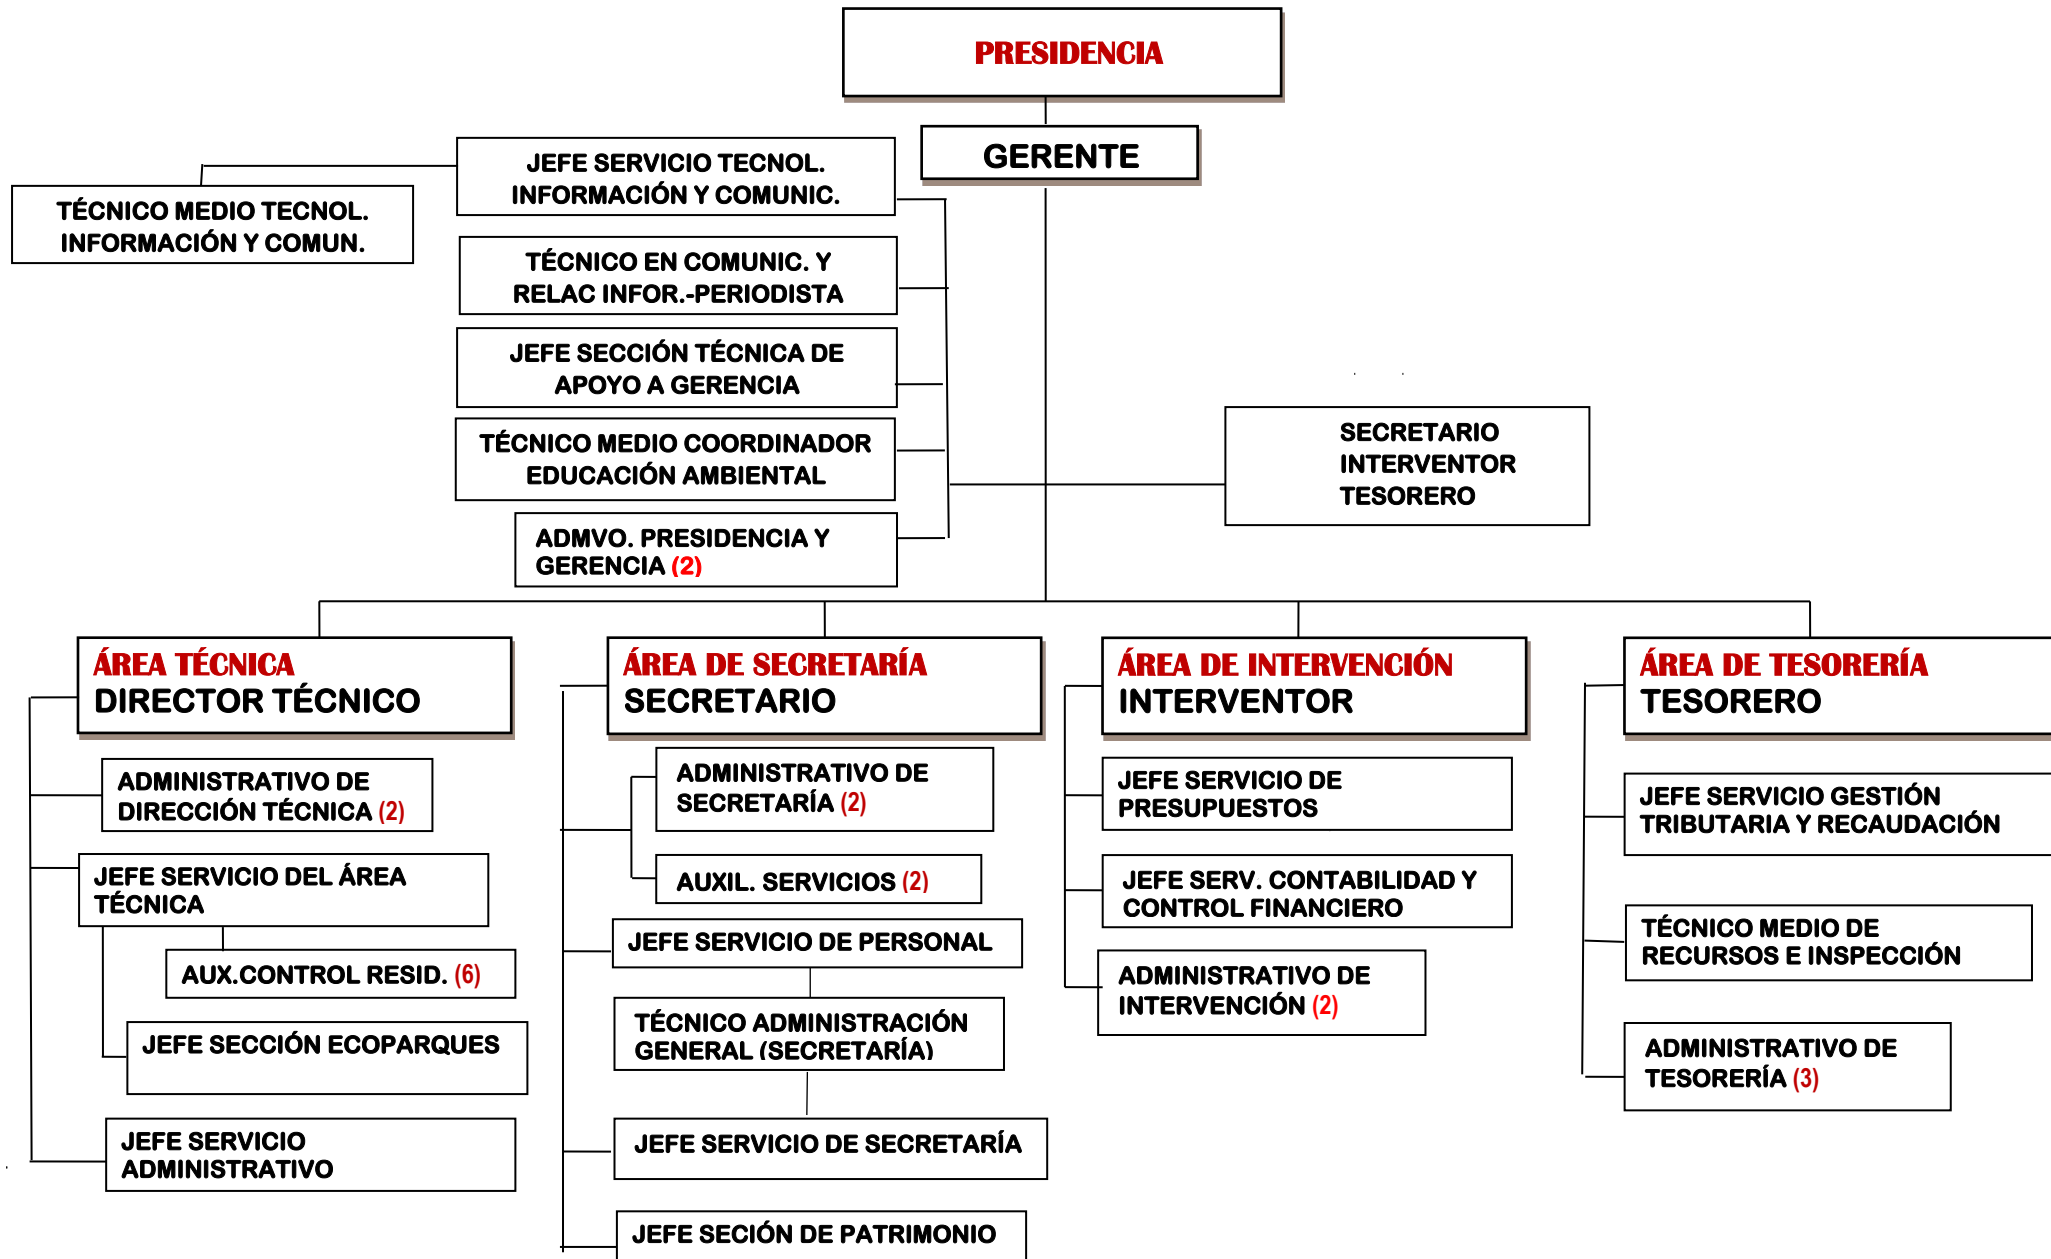 PRESIDENCIA
GERENTE
JEFE SERVICIO TECNOL.
INFORMACIÓN Y COMUNIC.
TÉCNICO MEDIO TECNOL.
INFORMACIÓN Y COMUN.
TÉCNICO EN COMUNIC. Y
RELAC INFOR.-PERIODISTA
JEFE SECCIÓN TÉCNICA DE
APOYO A GERENCIA
TÉCNICO MEDIO COORDINADOR
EDUCACIÓN AMBIENTAL
ADMVO. PRESIDENCIA Y
GERENCIA (2)
SECRETARIO
INTERVENTOR
TESORERO
ÁREA TÉCNICA
DIRECTOR TÉCNICO
ADMINISTRATIVO DE
DIRECCIÓN TÉCNICA (2)
JEFE SERVICIO DEL ÁREA
TÉCNICA
AUX.CONTROL RESID. (6)
JEFE SECCIÓN ECOPARQUES
JEFE SERVICIO
ADMINISTRATIVO
ÁREA DE SECRETARÍA
SECRETARIO
ADMINISTRATIVO DE
SECRETARÍA (2)
AUXIL. SERVICIOS (2)
JEFE SERVICIO DE PERSONAL
TÉCNICO ADMINISTRACIÓN
GENERAL (SECRETARÍA)
JEFE SERVICIO DE SECRETARÍA
JEFE SECIÓN DE PATRIMONIO
ÁREA DE INTERVENCIÓN
INTERVENTOR
JEFE SERVICIO DE
PRESUPUESTOS
JEFE SERV. CONTABILIDAD Y
CONTROL FINANCIERO
ADMINISTRATIVO DE
INTERVENCIÓN (2)
ÁREA DE TESORERÍA
TESORERO
JEFE SERVICIO GESTIÓN
TRIBUTARIA Y RECAUDACIÓN
TÉCNICO MEDIO DE
RECURSOS E INSPECCIÓN
ADMINISTRATIVO DE
TESORERÍA (3)